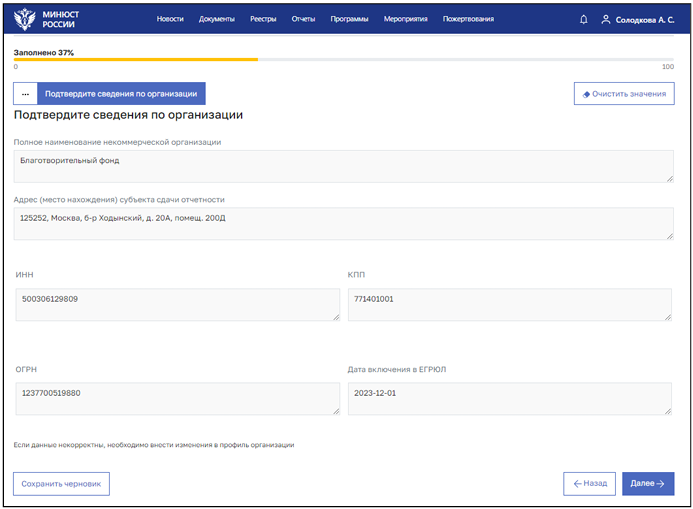 МИНЮСТ
РОССИИ
Новости Документы Реестры Отчеты Программы Мероприятия Пожертвования Солодкова А. С.
Заполнено 37%
0 100
... Подтвердите сведения по организации Очистить значения
Подтвердите сведения по организации
Полное наименование некоммерческой организации
Благотворительный фонд
Адрес (место нахождения) субъекта сдачи отчетности
125252, Москва, б-р Ходынский, д. 20А, помещ. 200Д
ИНН КПП
500306129809 771401001
ОГРН Дата включения в ЕГРЮЛ
1237700519880 2023-12-01
Если данные некорректны, необходимо внести изменения в профиль организации
Сохранить черновик Назад Далее